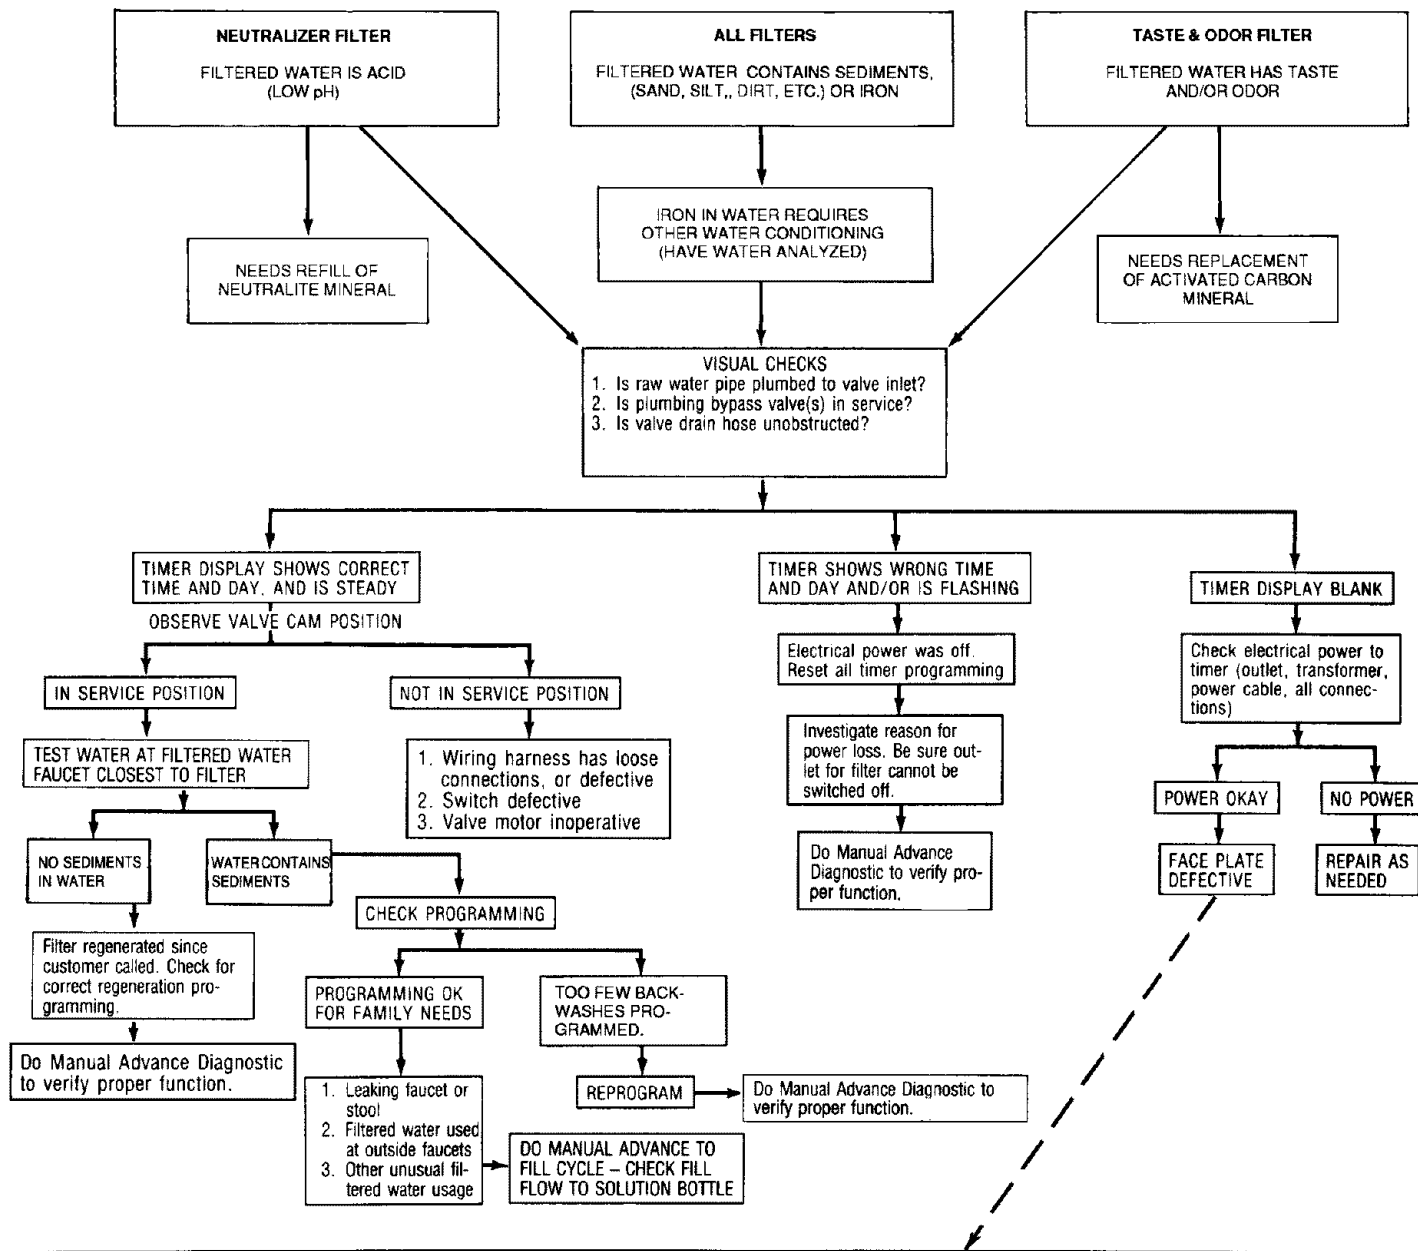 NEUTRALIZER FILTER
FILTERED WATER IS ACID
(LOW pH)
ALL FILTERS
FILTERED WATER CONTAINS SEDIMENTS,
(SAND, SILT,, DIRT, ETC.) OR IRON
TASTE & ODOR FILTER
FILTERED WATER HAS TASTE
AND/OR ODOR
NEEDS REFILL OF
NEUTRALITE MINERAL
IRON IN WATER REQUIRES
OTHER WATER CONDITIONING
(HAVE WATER ANALYZED)
NEEDS REPLACEMENT
OF ACTIVATED CARBON
MINERAL
VISUAL CHECKS
1. Is raw water pipe plumbed to valve inlet?
2. Is plumbing bypass valve(s) in service?
3. Is valve drain hose unobstructed?
TIMER DISPLAY SHOWS CORRECT
TIME AND DAY, AND IS STEADY
OBSERVE VALVE CAM POSITION
IN SERVICE POSITION
NOT IN SERVICE POSITION
TEST WATER AT FILTERED WATER
FAUCET CLOSEST TO FILTER
1. Wiring harness has loose
connections, or defective
2. Switch defective
3. Valve motor inoperative
NO SEDIMENTS
IN WATER
WATER CONTAINS
SEDIMENTS
CHECK PROGRAMMING
Filter regenerated since
customer called. Check for
correct regeneration pro-
gramming.
Do Manual Advance Diagnostic
to verify proper function.
PROGRAMMING OK
FOR FAMILY NEEDS
TOO FEW BACK-
WASHES PRO-
GRAMMED.
1. Leaking faucet or
stool
2. Filtered water used
at outside faucets
3. Other unusual fil-
tered water usage
REPROGRAM
Do Manual Advance Diagnostic to
verify proper function.
DO MANUAL ADVANCE TO
FILL CYCLE – CHECK FILL
FLOW TO SOLUTION BOTTLE
TIMER SHOWS WRONG TIME
AND DAY AND/OR IS FLASHING
Electrical power was off.
Reset all timer programming
Investigate reason for
power loss. Be sure out-
let for filter cannot be
switched off.
Do Manual Advance
Diagnostic to verify pro-
per function.
TIMER DISPLAY BLANK
Check electrical power to
timer (outlet, transformer,
power cable, all connec-
tions)
POWER OKAY
NO POWER
FACE PLATE
DEFECTIVE
REPAIR AS
NEEDED